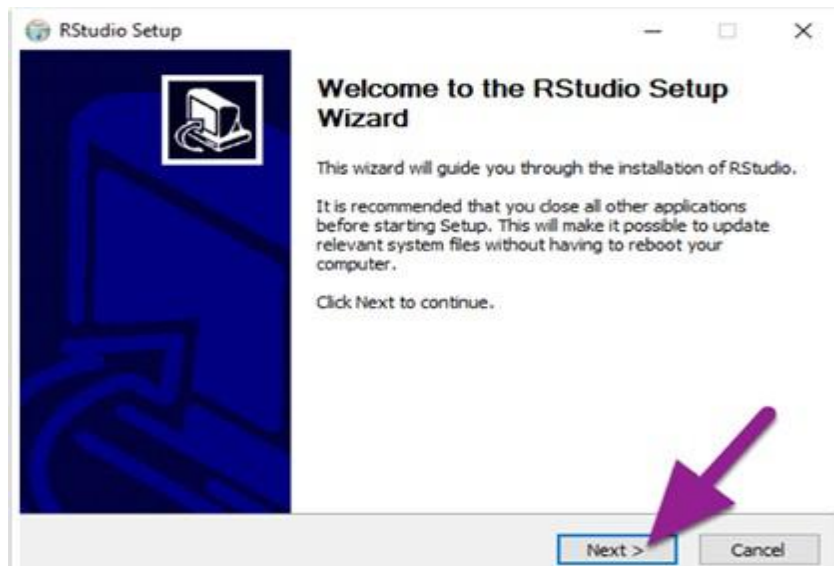 RStudio Setup
Welcome to the RStudio Setup
Wizard
This wizard will guide you through the installation of RStudio.
It is recommended that you close all other applications
before starting Setup. This will make it possible to update
relevant system files without having to reboot your
computer.
Click Next to continue.
Next >
Cancel